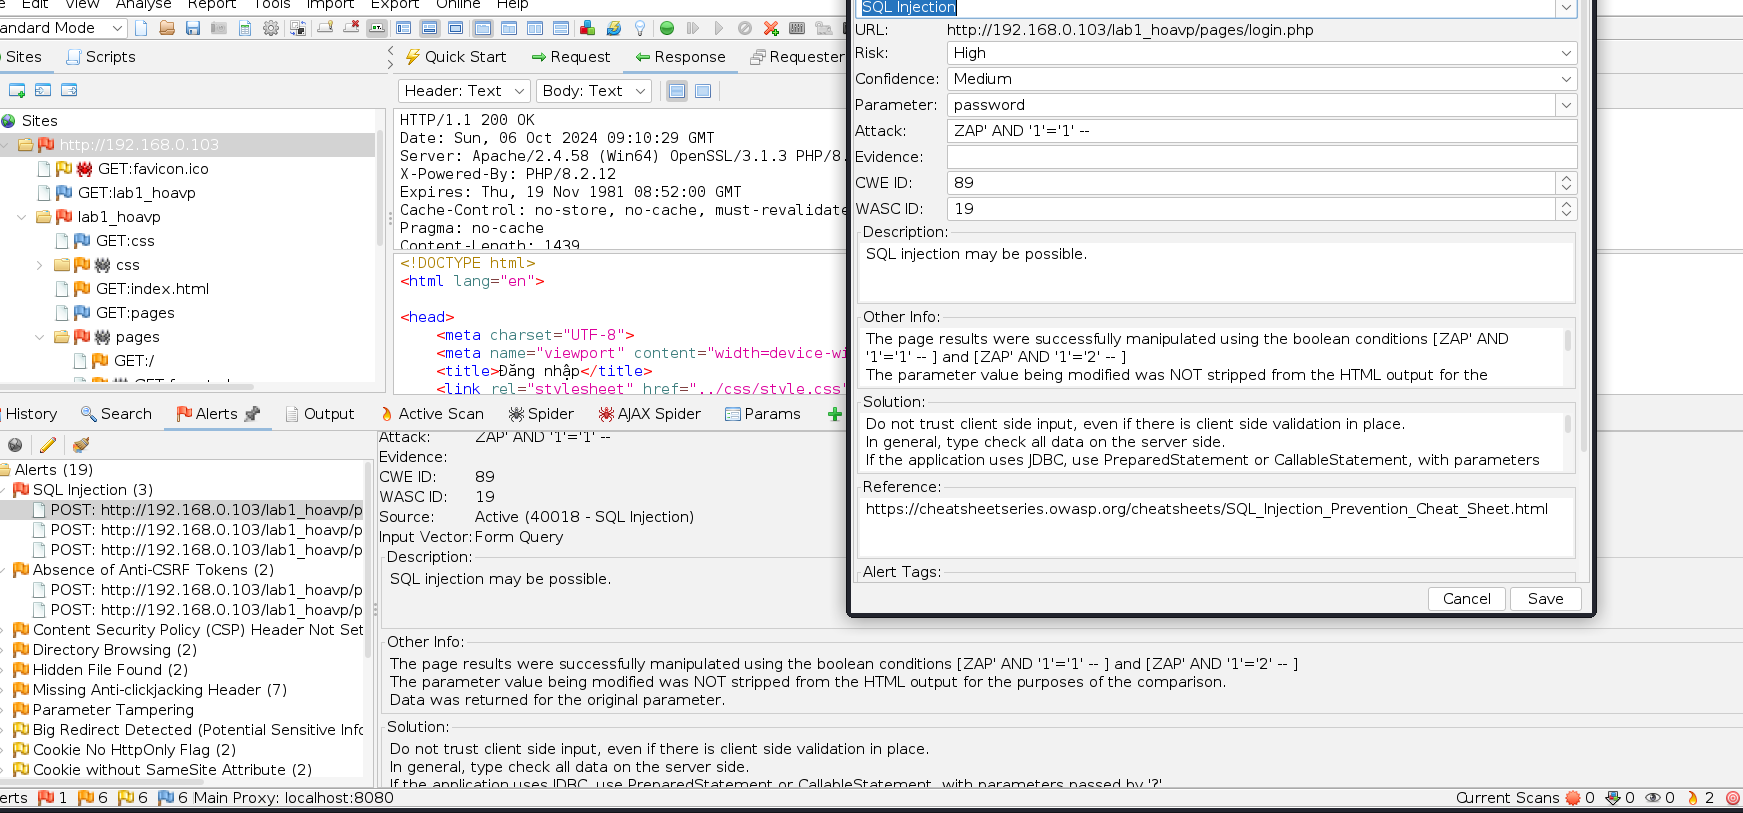 Edit View Analyse Report Tools Import Export Online Help
andard Mode
Sites Scripts
Quick Start Request Response Requester
Header: Text Body: Text
Sites
http://192.168.0.103
GET:favicon.ico
GET:lab1_hoavp
lab1_hoavp
GET:css
css
GET:index.html
GET:pages
pages
GET:/
HTTP/1.1 200 OK
Date: Sun, 06 Oct 2024 09:10:29 GMT
Server: Apache/2.4.58 (Win64) OpenSSL/3.1.3 PHP/8.
X-Powered-By: PHP/8.2.12
Expires: Thu, 19 Nov 1981 08:52:00 GMT
Cache-Control: no-store, no-cache, must-revalidate
Pragma: no-cache
Content-Length: 1439
<!DOCTYPE html>
<html lang="en">
<head>
<meta charset="UTF-8">
<meta name="viewport" content="width=device-wi
<title>Đăng nhập</title>
<link rel="stylesheet" href="../css/style.css"
SQL Injection
URL: http://192.168.0.103/lab1_hoavp/pages/login.php
Risk: High
Confidence: Medium
Parameter: password
Attack: ZAP' AND '1'='1' --
Evidence:
CWE ID: 89
WASC ID: 19
Description:
SQL injection may be possible.
Other Info:
The page results were successfully manipulated using the boolean conditions [ZAP' AND
'1'='1' -- ] and [ZAP' AND '1'='2' -- ]
The parameter value being modified was NOT stripped from the HTML output for the
Solution:
Do not trust client side input, even if there is client side validation in place.
In general, type check all data on the server side.
If the application uses JDBC, use PreparedStatement or CallableStatement, with parameters
Reference:
https://cheatsheetseries.owasp.org/cheatsheets/SQL_Injection_Prevention_Cheat_Sheet.html
Alert Tags:
Cancel Save
History Search Alerts Output Active Scan Spider AJAX Spider Params
Alerts (19)
SQL Injection (3)
POST: http://192.168.0.103/lab1_hoavp/p
POST: http://192.168.0.103/lab1_hoavp/p
POST: http://192.168.0.103/lab1_hoavp/p
Absence of Anti-CSRF Tokens (2)
POST: http://192.168.0.103/lab1_hoavp/p
POST: http://192.168.0.103/lab1_hoavp/p
Content Security Policy (CSP) Header Not Set
Directory Browsing (2)
Hidden File Found (2)
Missing Anti-clickjacking Header (7)
Parameter Tampering
Big Redirect Detected (Potential Sensitive Info
Cookie No HttpOnly Flag (2)
Cookie without SameSite Attribute (2)
Attack: ZAP' AND '1'='1' --
Evidence:
CWE ID: 89
WASC ID: 19
Source: Active (40018 - SQL Injection)
Input Vector: Form Query
Description:
SQL injection may be possible.
Other Info:
The page results were successfully manipulated using the boolean conditions [ZAP' AND '1'='1' -- ] and [ZAP' AND '1'='2' -- ]
The parameter value being modified was NOT stripped from the HTML output for the purposes of the comparison.
Data was returned for the original parameter.
Solution:
Do not trust client side input, even if there is client side validation in place.
In general, type check all data on the server side.
If the application uses JDBC, use PreparedStatement or CallableStatement, with parameters passed by '?'
erts 1 6 6 6 Main Proxy: localhost:8080
Current Scans 0 0 0 2